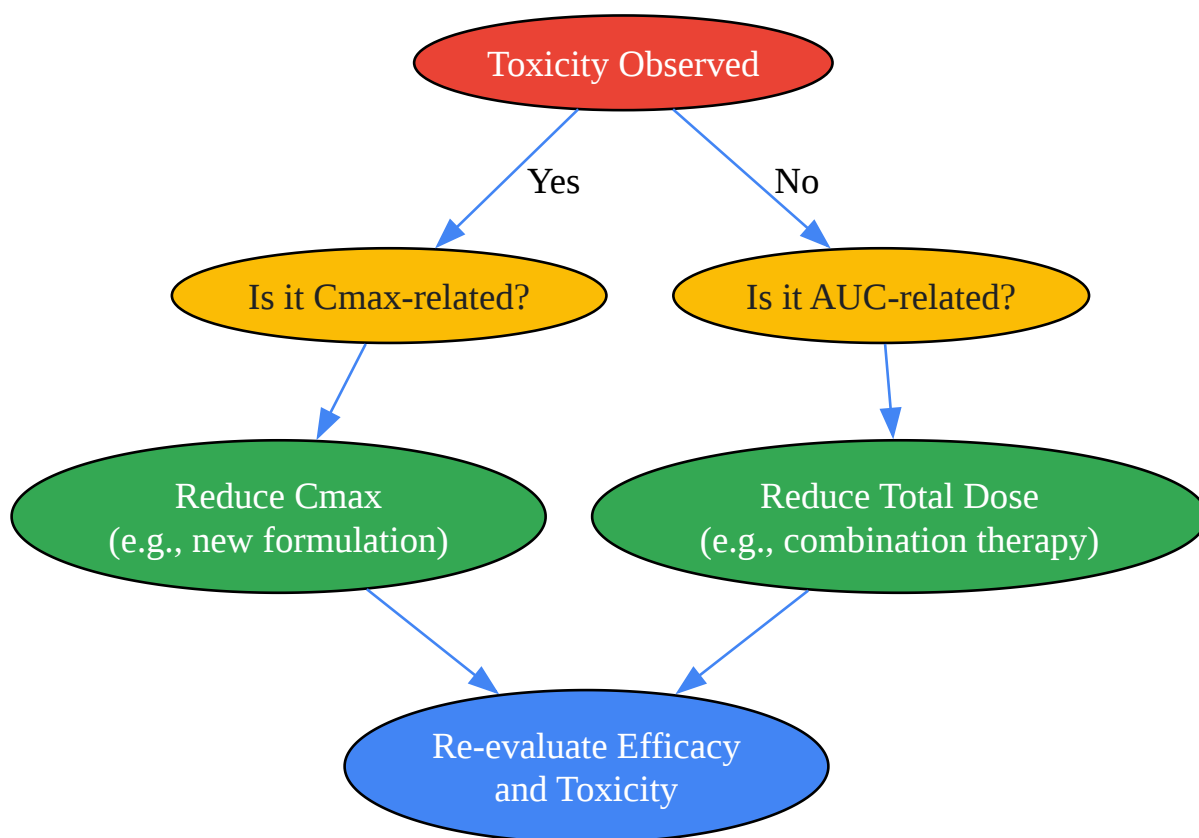 Toxicity Observed
Yes
No
Is it Cmax-related?
Is it AUC-related?
Reduce Cmax
(e.g., new formulation)
Reduce Total Dose
(e.g., combination therapy)
Re-evaluate Efficacy
and Toxicity